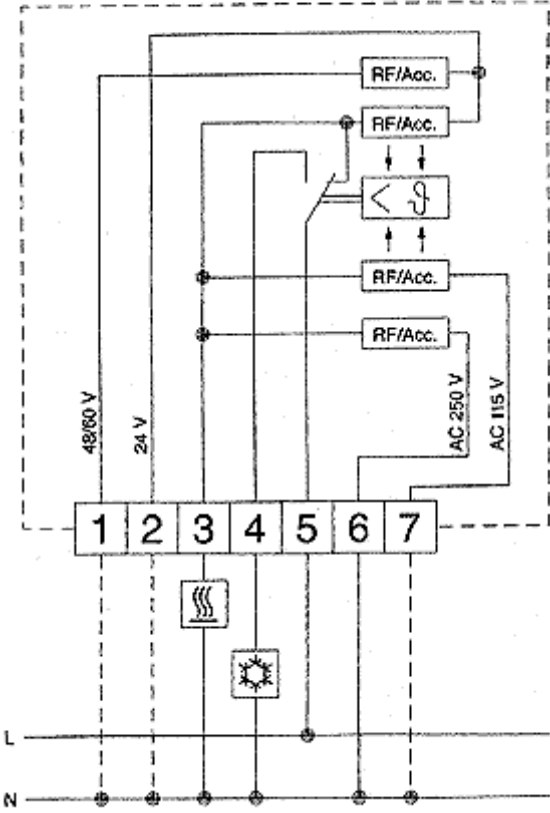 RF/Acc.
RF/Acc.
< ϑ
RF/Acc.
RF/Acc.
48/60 V
24 V
AC 250 V
AC 115 V
1 2 3 4 5 6 7
L
N